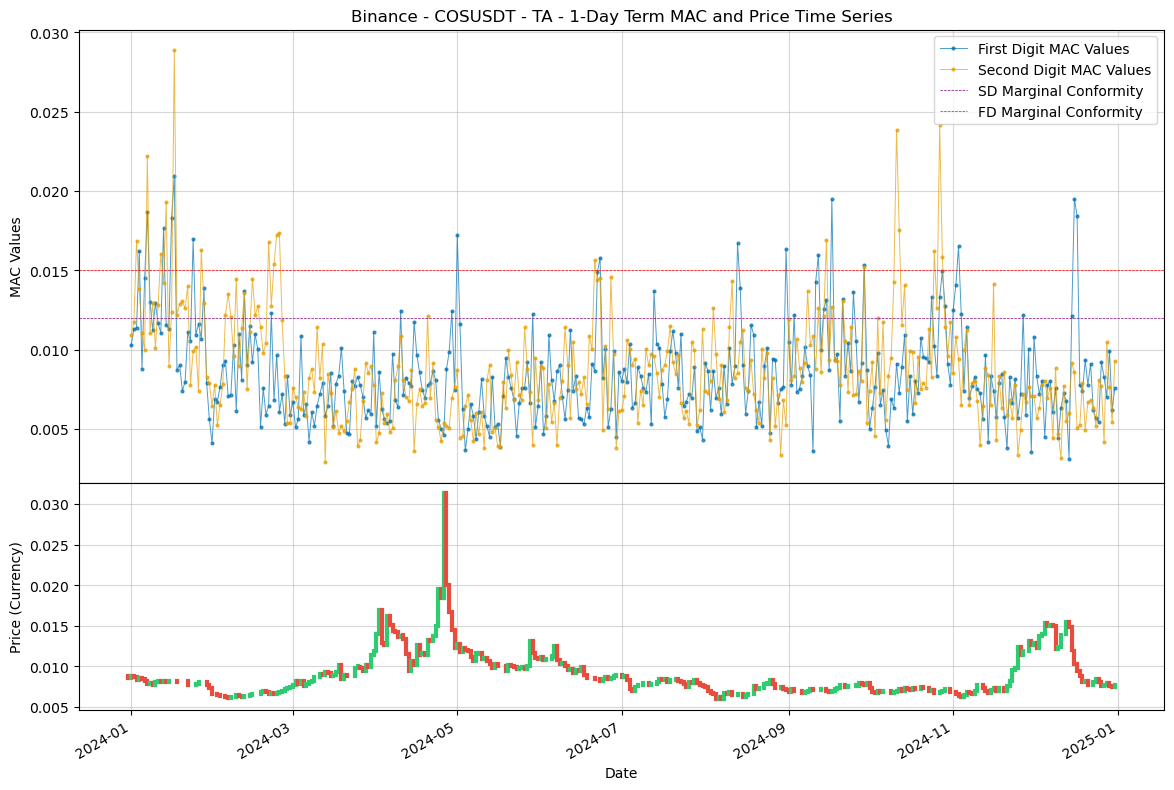 Binance - COSUSDT - TA - 1-Day Term MAC and Price Time Series
First Digit MAC Values
Second Digit MAC Values
SD Marginal Conformity
FD Marginal Conformity
MAC Values
0.030
0.025
0.020
0.015
0.010
0.005
Price (Currency)
0.030
0.025
0.020
0.015
0.010
0.005
2024-01
2024-03
2024-05
2024-07
2024-09
2024-11
2025-01
Date